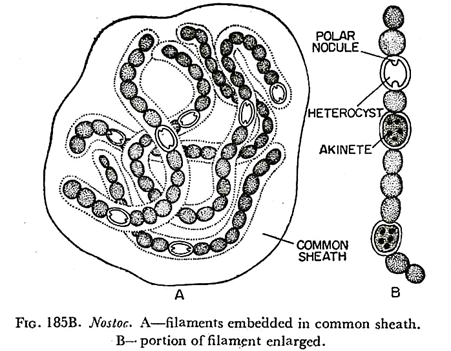 POLAR
NODULE
HETEROCYST
AKINETE
COMMON
SHEATH
A
B
FIG. 185B. Nostoc. A—filaments embedded in common sheath.
B—portion of filament enlarged.